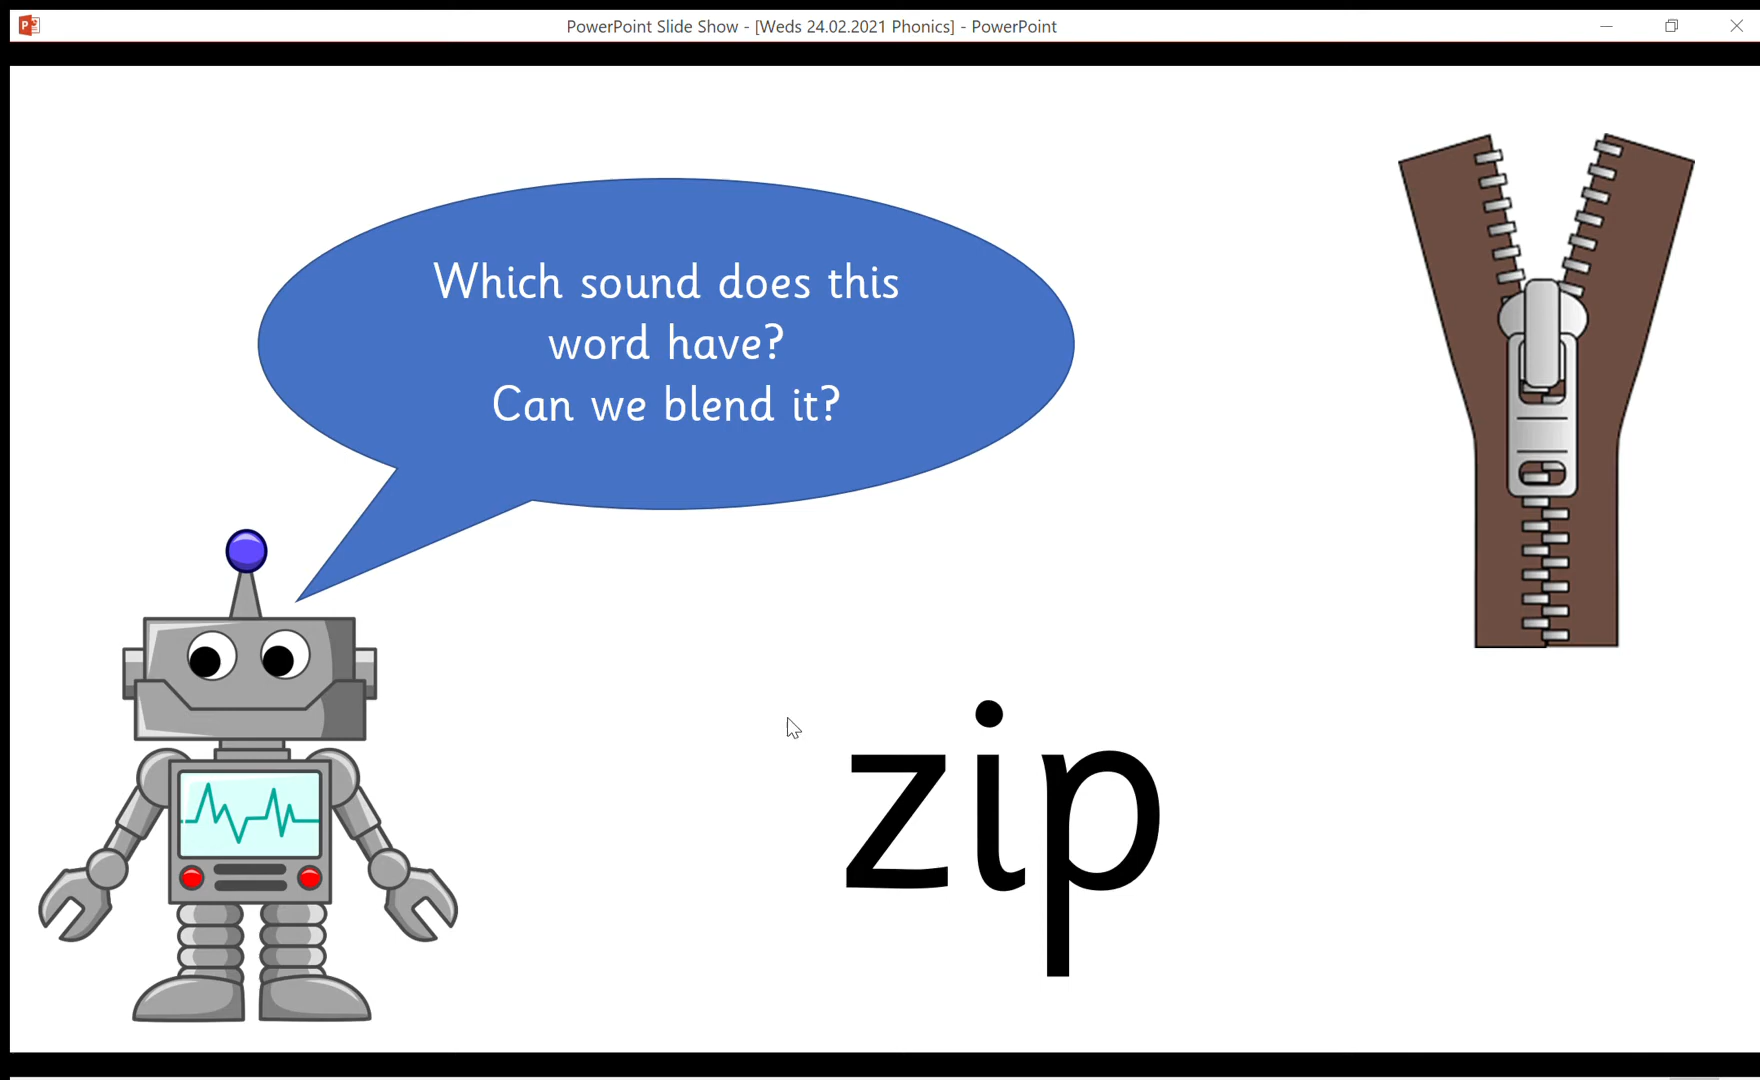 PowerPoint Slide Show - [Weds 24.02.2021 Phonics] - PowerPoint
Which sound does this
word have?
Can we blend it?
zip